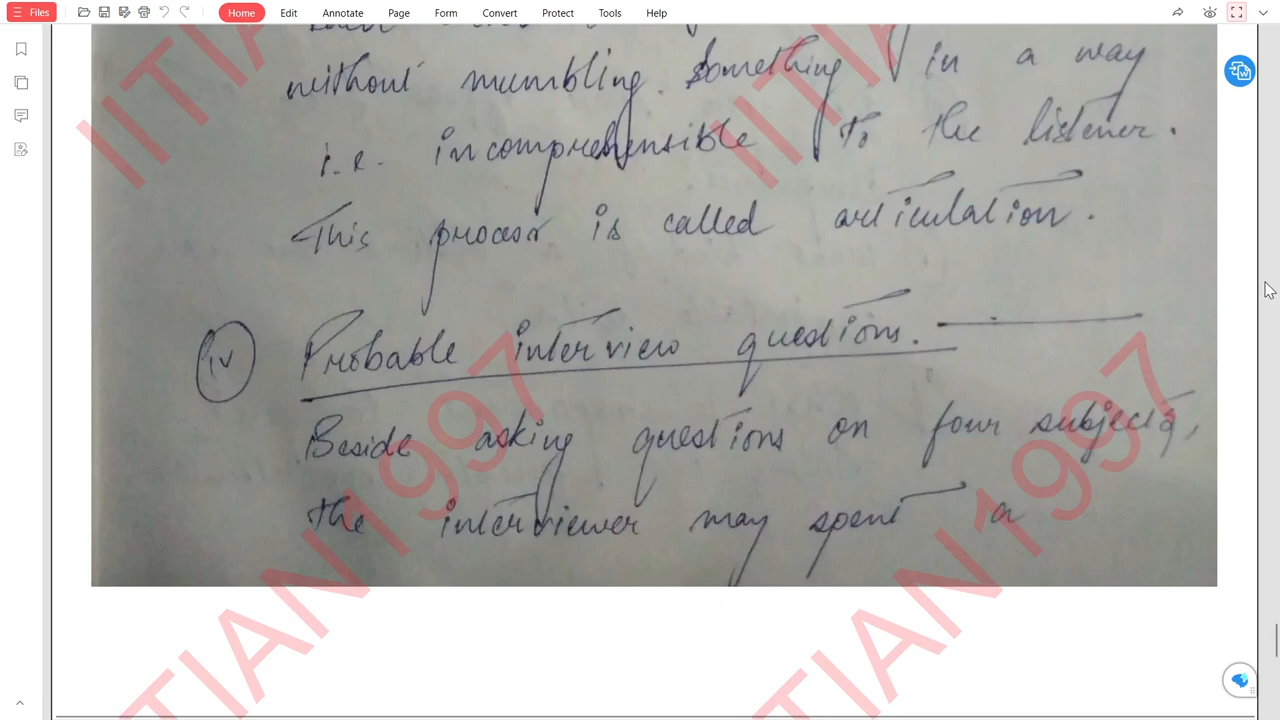 Files
Home
Edit
Annotate
Page
Form
Convert
Protect
Tools
Help
without mumbling something in a way
i.e. incomprehensible to the listener.
This process is called articulation.
iv Probable interview questions.
Beside asking questions on four subjects,
the interviewer may spent a
IITIAN1997
IITIAN1997